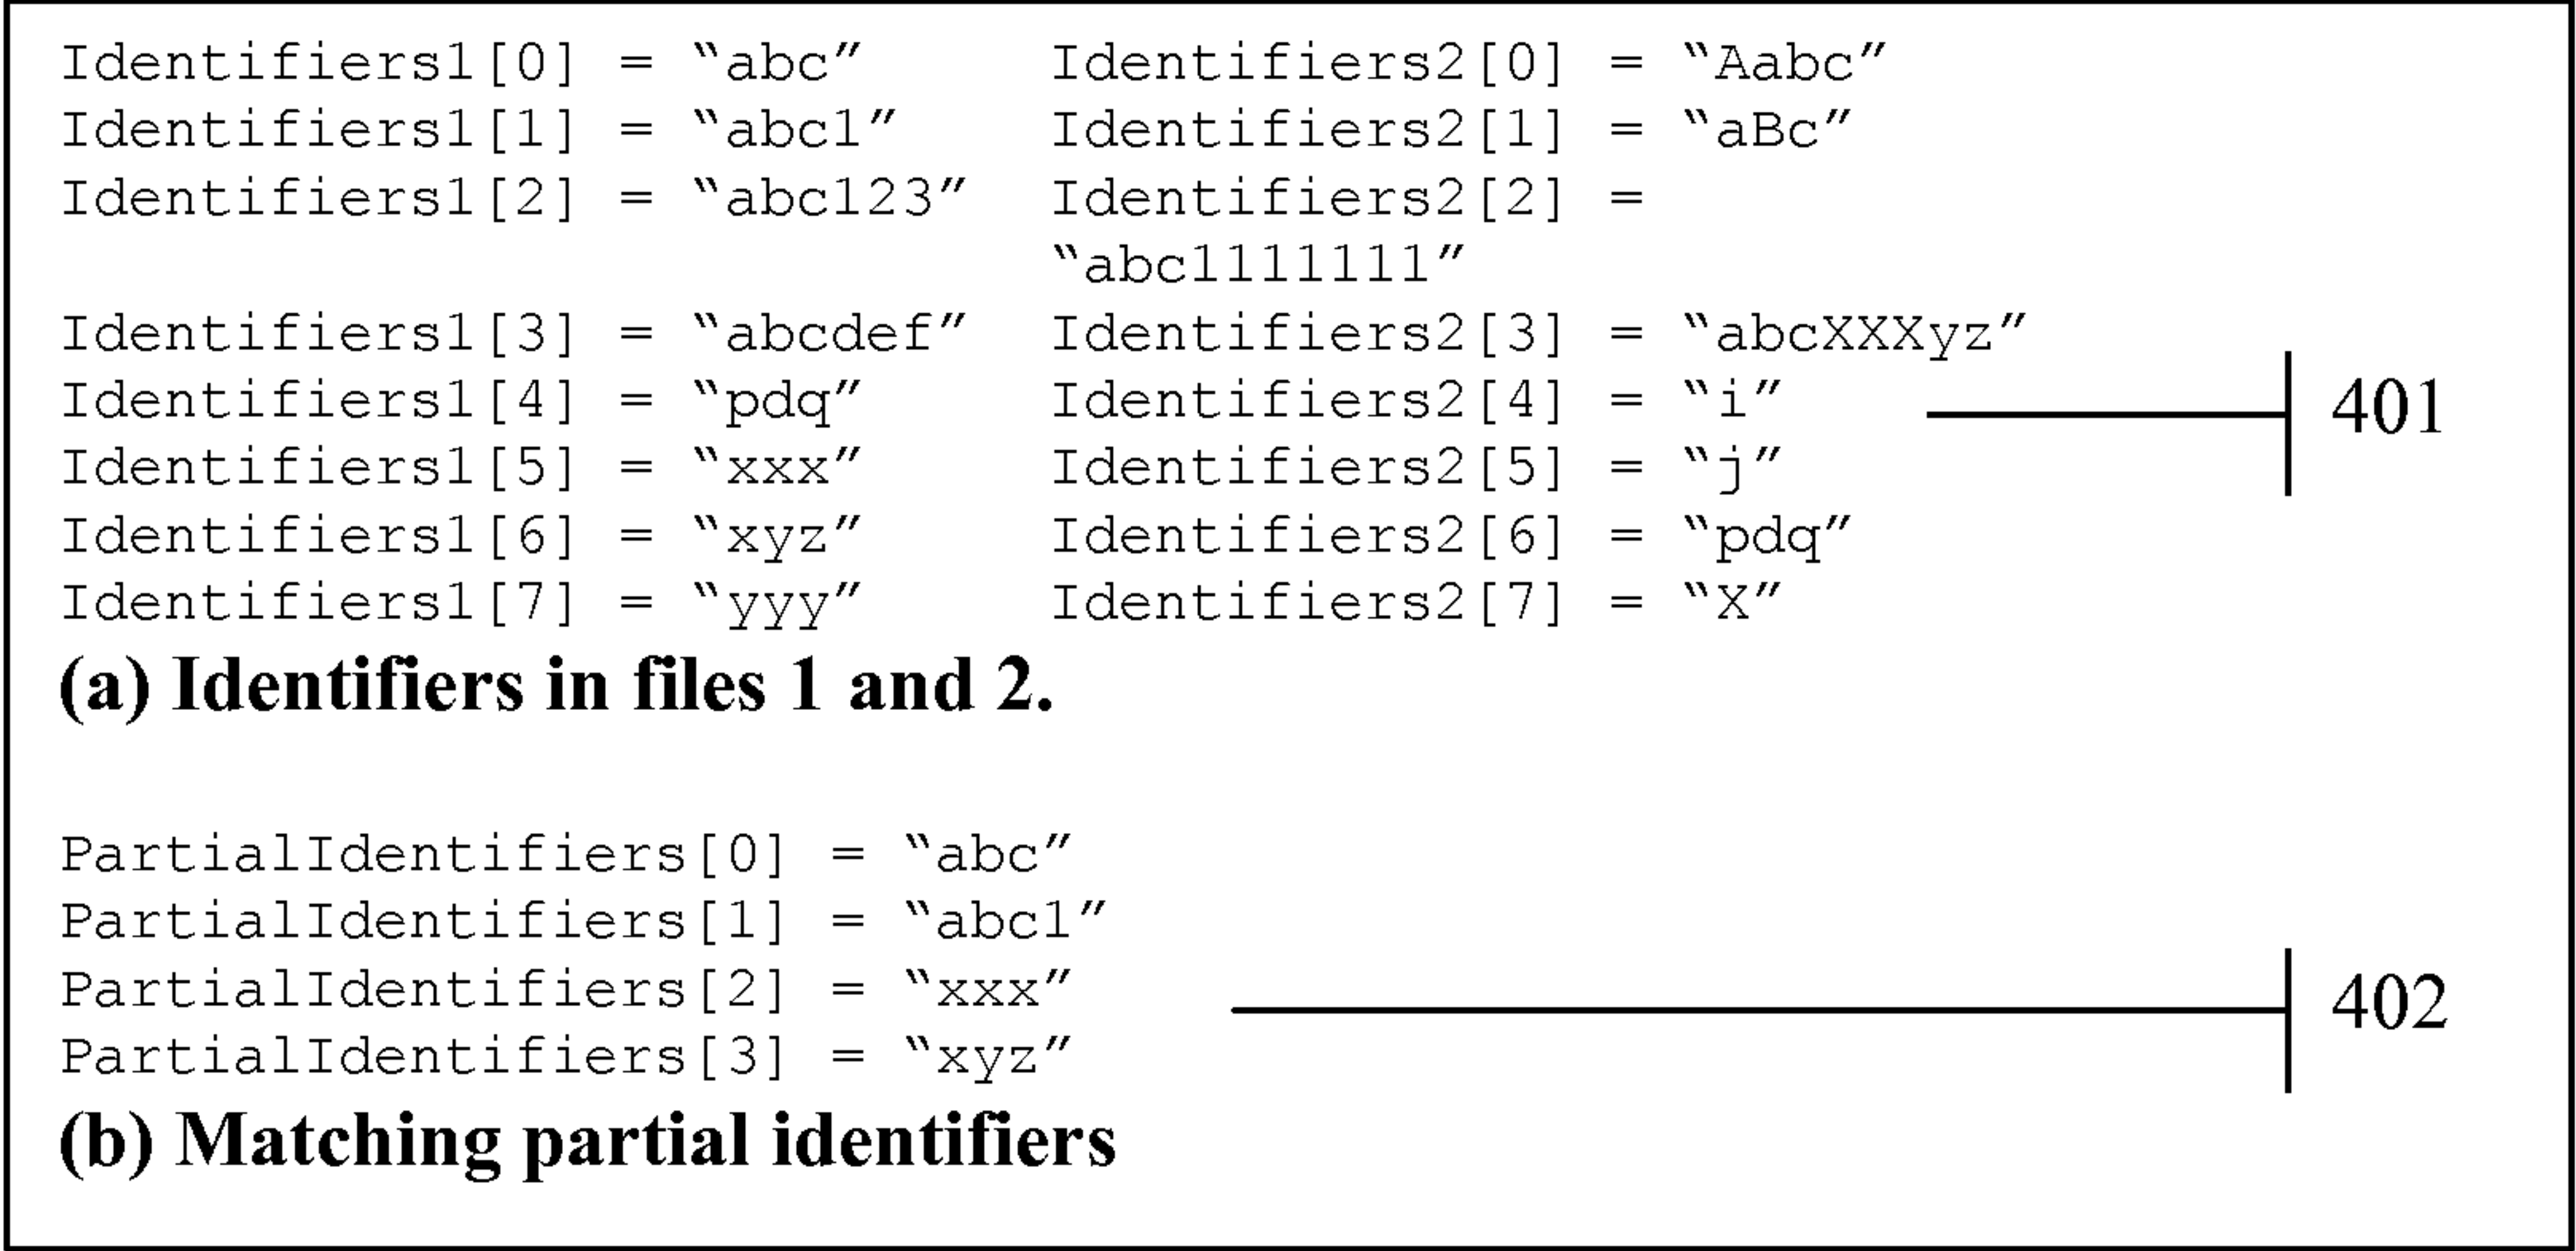 Identifiers1[0] = “abc” Identifiers2[0] = “Aabc”
Identifiers1[1] = “abc1” Identifiers2[1] = “aBc”
Identifiers1[2] = “abc123” Identifiers2[2] =
“abc1111111”
Identifiers1[3] = “abcdef” Identifiers2[3] = “abcXXXyz”
Identifiers1[4] = “pdq” Identifiers2[4] = “i” 401
Identifiers1[5] = “xxx” Identifiers2[5] = “j”
Identifiers1[6] = “xyz” Identifiers2[6] = “pdq”
Identifiers1[7] = “yyy” Identifiers2[7] = “X”
(a) Identifiers in files 1 and 2.
PartialIdentifiers[0] = “abc”
PartialIdentifiers[1] = “abc1”
PartialIdentifiers[2] = “xxx” 402
PartialIdentifiers[3] = “xyz”
(b) Matching partial identifiers